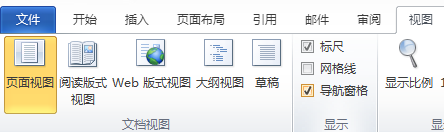 文件 开始 插入 页面布局 引用 邮件 审阅 视图
页面视图 阅读版式视图 Web 版式视图 大纲视图 草稿
标尺
网格线
导航窗格
显示比例
文档视图 显示